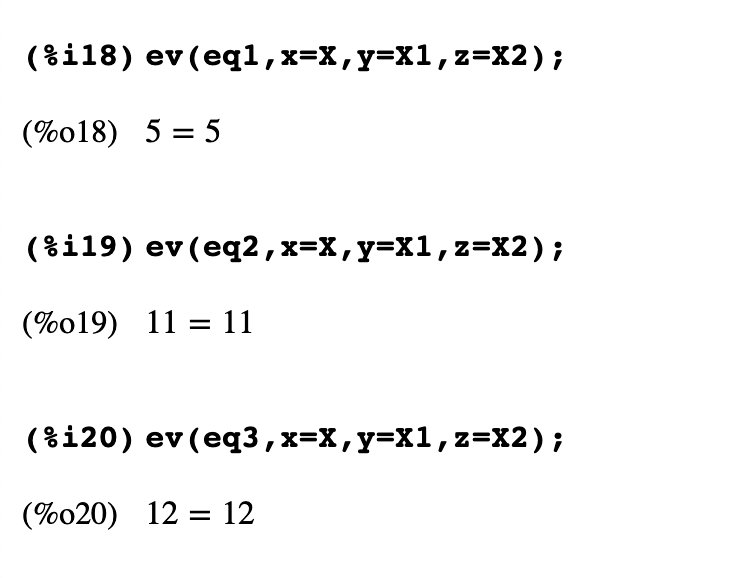 (%i18) ev(eq1,x=X,y=X1,z=X2);
(%o18) 5 = 5
(%i19) ev(eq2,x=X,y=X1,z=X2);
(%o19) 11 = 11
(%i20) ev(eq3,x=X,y=X1,z=X2);
(%o20) 12 = 12